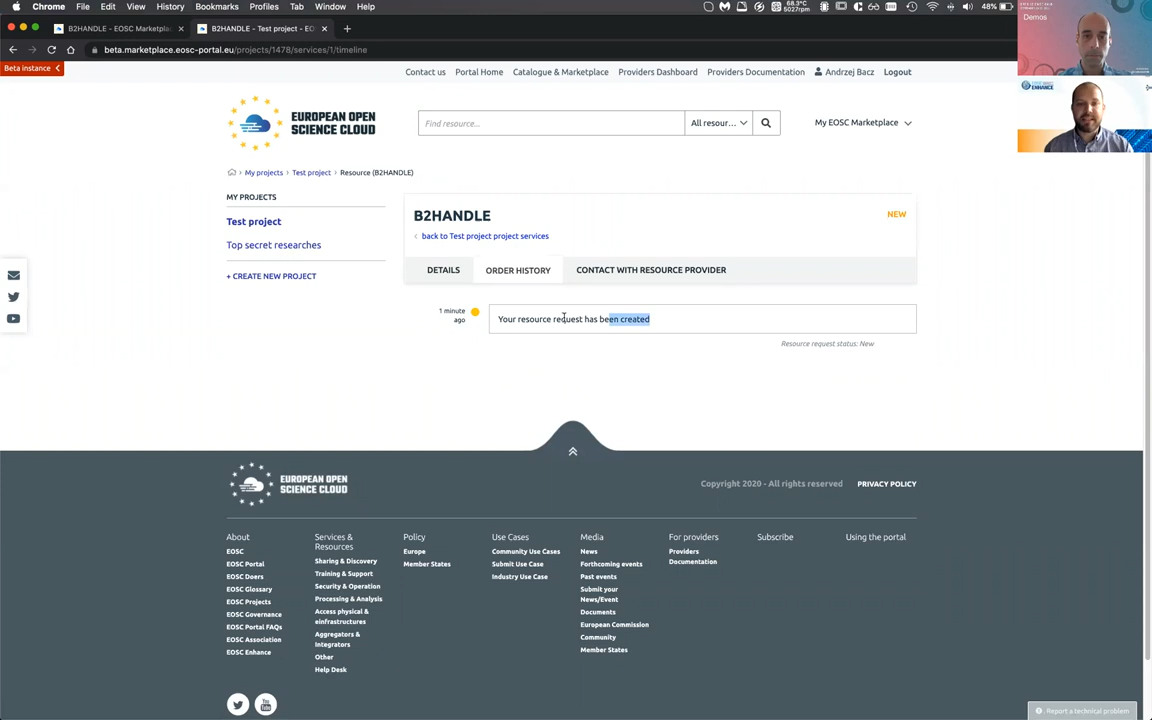 Chrome File Edit View History Bookmarks Profiles Tab Window Help
68.3°C
5027rpm
48%
B2HANDLE - EOSC Marketpla
B2HANDLE - Test project - EO
beta.marketplace.eosc-portal.eu/projects/1478/services/1/timeline
Demos
ENHANCE
Beta instance
Contact us Portal Home Catalogue & Marketplace Providers Dashboard Providers Documentation Andrzej Bacz Logout
EUROPEAN OPEN
SCIENCE CLOUD
Find resource...
All resour...
My EOSC Marketplace
My projects Test project Resource (B2HANDLE)
MY PROJECTS
Test project
Top secret researches
+ CREATE NEW PROJECT
B2HANDLE
NEW
back to Test project project services
DETAILS ORDER HISTORY CONTACT WITH RESOURCE PROVIDER
1 minute
ago
Your resource request has been created
Resource request status: New
EUROPEAN OPEN
SCIENCE CLOUD
Copyright 2020 - All rights reserved PRIVACY POLICY
About
EOSC
EOSC Portal
EOSC Doers
EOSC Glossary
EOSC Projects
EOSC Governance
EOSC Portal FAQs
EOSC Association
EOSC Enhance
Services &
Resources
Sharing & Discovery
Training & Support
Security & Operation
Processing & Analysis
Access physical &
einfrastructures
Aggregators &
Integrators
Other
Help Desk
Policy
Europe
Member States
Use Cases
Community Use Cases
Submit Use Case
Industry Use Case
Media
News
Forthcoming events
Past events
Submit your
News/Event
Documents
European Commission
Community
Member States
For providers
Providers
Documentation
Subscribe
Using the portal
You
Tube
Report a technical problem